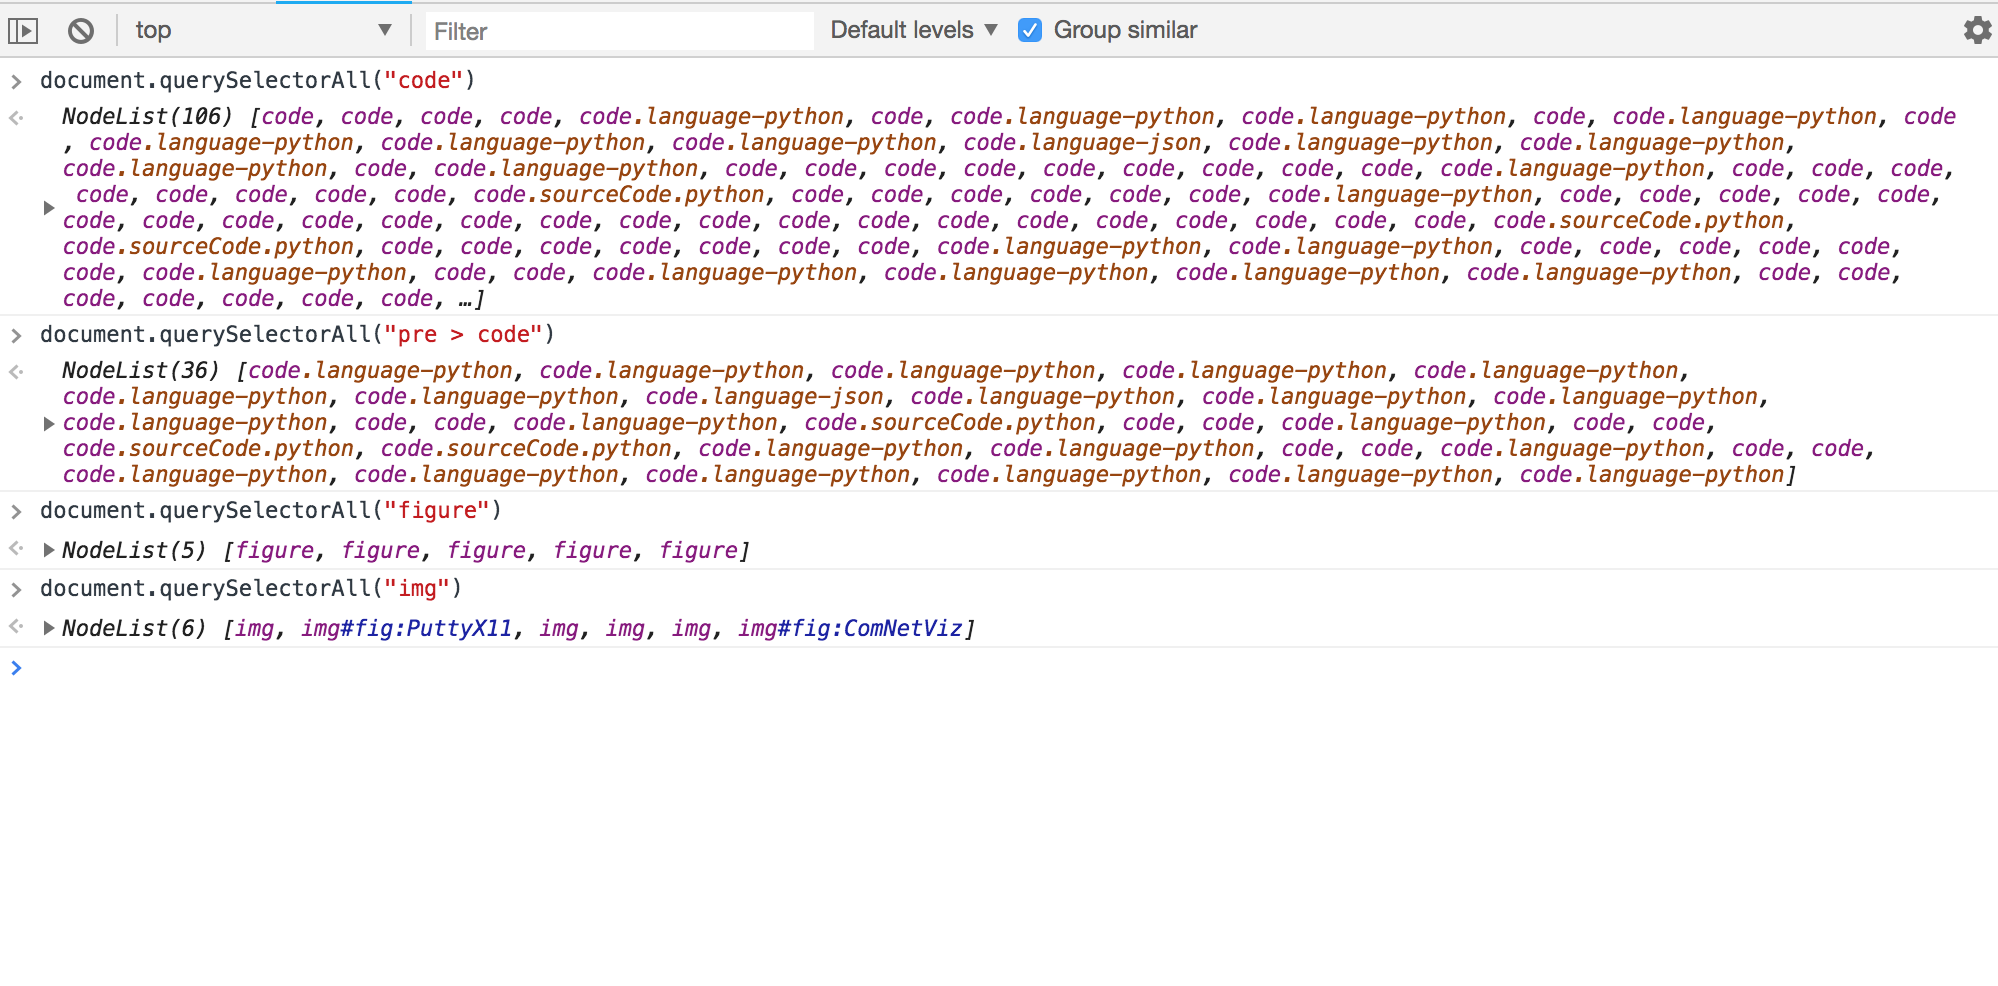 top Filter Default levels Group similar
document.querySelectorAll("code")
NodeList(106) [code, code, code, code, code.language-python, code, code.language-python, code.language-python, code, code.language-python, code
, code.language-python, code.language-python, code.language-python, code.language-json, code.language-python, code.language-python,
code.language-python, code, code.language-python, code, code, code, code, code, code, code, code, code, code.language-python, code, code, code,
code, code, code, code, code, code.sourceCode.python, code, code, code, code, code, code, code.language-python, code, code, code, code, code,
code, code, code, code, code, code, code, code, code, code, code, code, code, code, code, code, code, code, code.sourceCode.python,
code.sourceCode.python, code, code, code, code, code, code, code, code.language-python, code.language-python, code, code, code, code, code,
code, code.language-python, code, code, code.language-python, code.language-python, code.language-python, code.language-python, code, code,
code, code, code, code, code, …]
document.querySelectorAll("pre > code")
NodeList(36) [code.language-python, code.language-python, code.language-python, code.language-python, code.language-python,
code.language-python, code.language-python, code.language-json, code.language-python, code.language-python, code.language-python,
code.language-python, code, code, code.language-python, code.sourceCode.python, code, code, code.language-python, code, code,
code.sourceCode.python, code.sourceCode.python, code.language-python, code.language-python, code, code, code.language-python, code, code,
code.language-python, code.language-python, code.language-python, code.language-python, code.language-python, code.language-python]
document.querySelectorAll("figure")
NodeList(5) [figure, figure, figure, figure, figure]
document.querySelectorAll("img")
NodeList(6) [img, img#fig:PuttyX11, img, img, img, img#fig:ComNetViz]